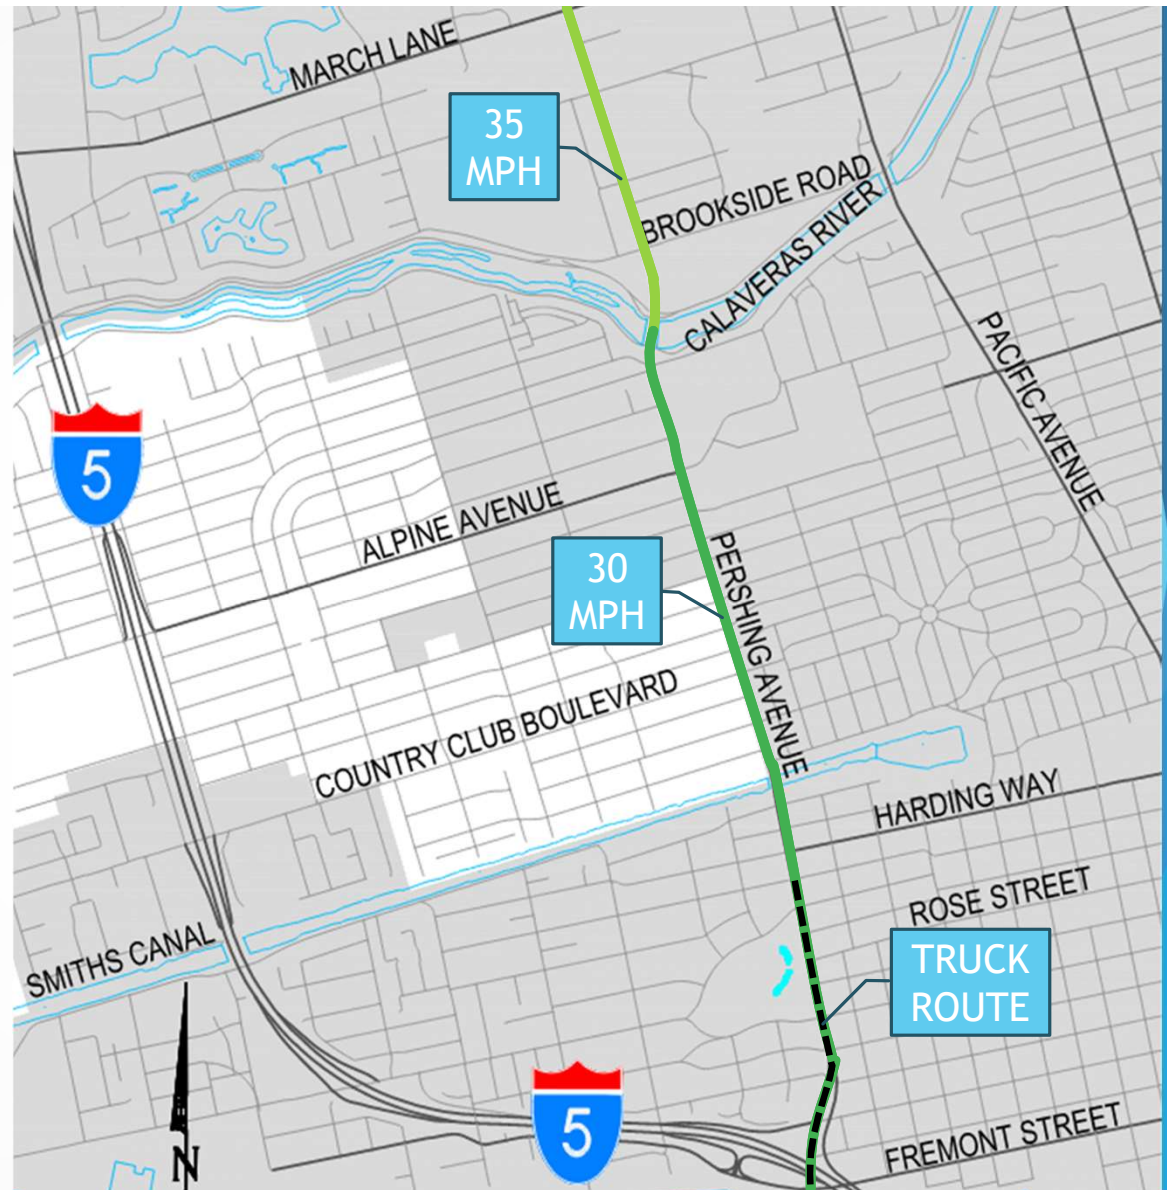 MARCH LANE
35
MPH
BROOKSIDE ROAD
CALAVERAS RIVER
PACIFIC AVENUE
5
ALPINE AVENUE
30
MPH
PERSHING AVENUE
COUNTRY CLUB BOULEVARD
HARDING WAY
ROSE STREET
SMITHS CANAL
TRUCK
ROUTE
5
FREMONT STREET
N